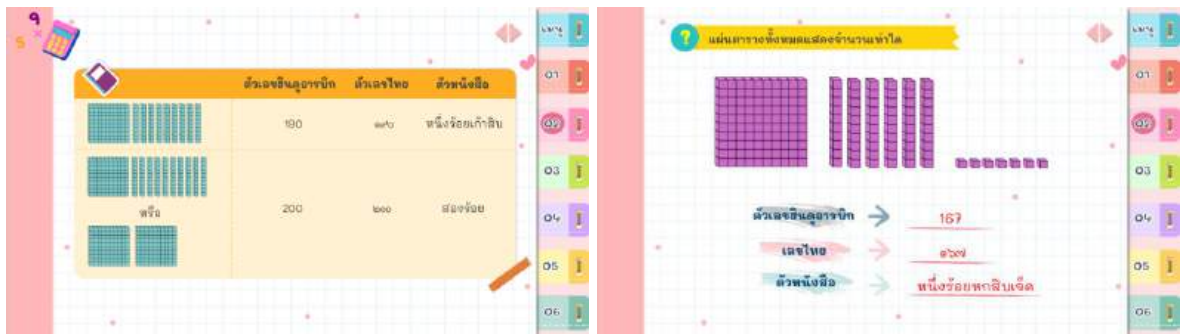 9
5 ×
ตัวเลขฮินดูอารบิก ตัวเลขไทย ตัวหนังสือ
190 ๑๙๐ หนึ่งร้อยเก้าสิบ
หรือ
200 ๒๐๐ สองร้อย
เมนู
01
02
03
04
05
06
? แผ่นตารางทั้งหมดแสดงจำนวนเท่าใด
ตัวเลขฮินดูอารบิก 167
เลขไทย ๑๖๗
ตัวหนังสือ หนึ่งร้อยหกสิบเจ็ด
เมนู
01
02
03
04
05
06